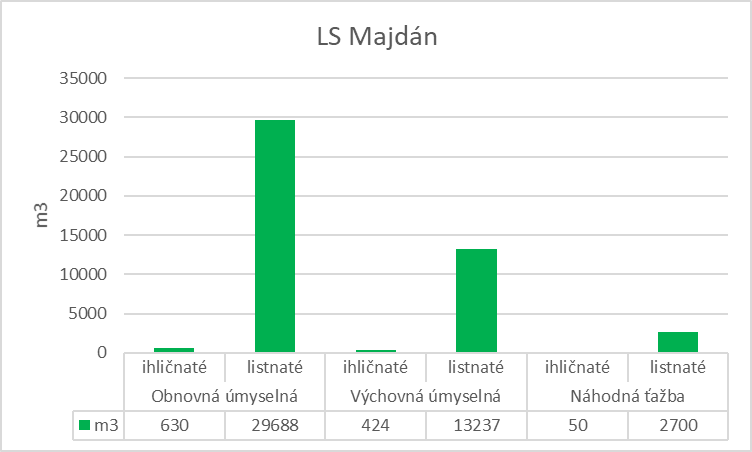 LS Majdán
m3
35000
30000
25000
20000
15000
10000
5000
0
ihličnaté listnaté ihličnaté listnaté ihličnaté listnaté
Obnovná úmyselná Výchovná úmyselná Náhodná ťažba
m3 630 29688 424 13237 50 2700